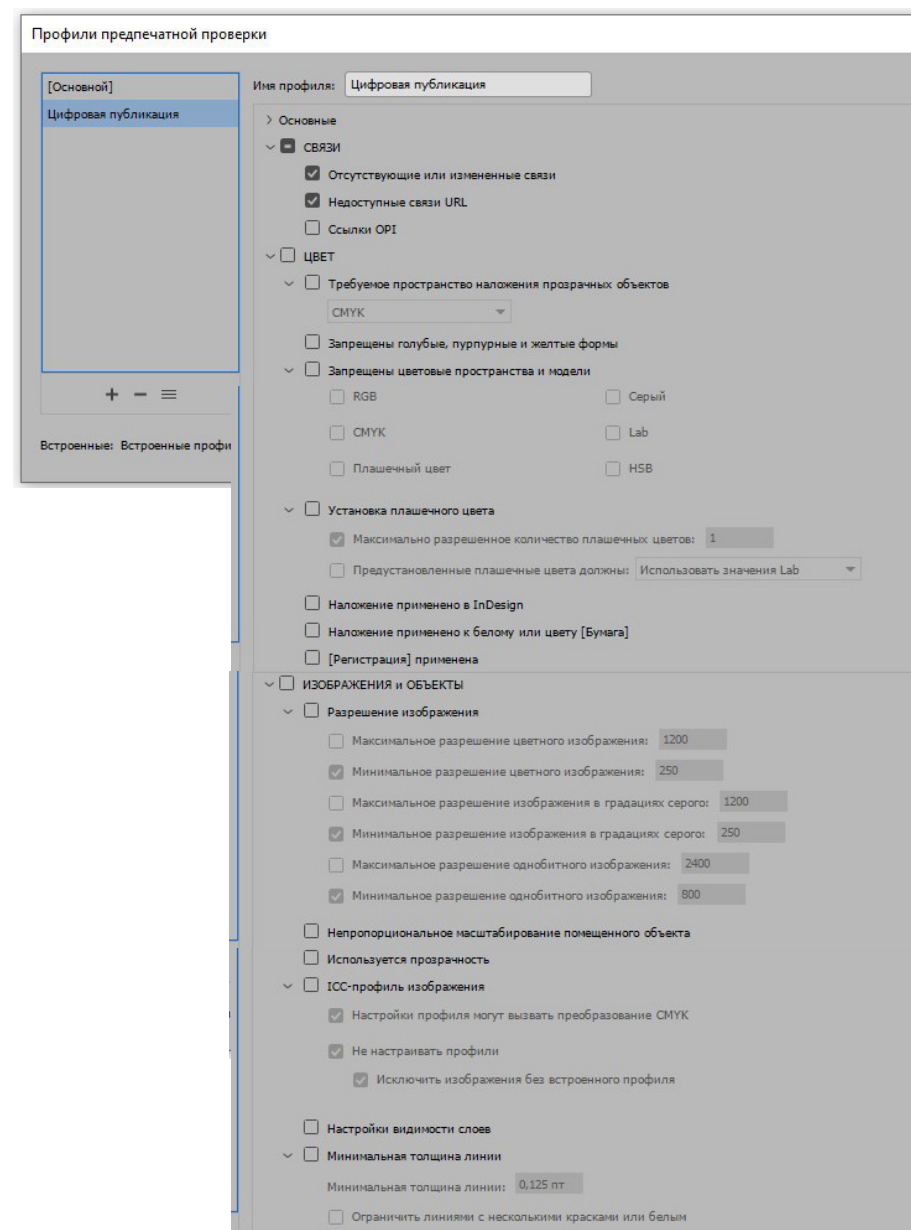 Профили предпечатной проверки
[Основной]
Цифровая публикация
Имя профиля: Цифровая публикация
Основные
СВЯЗИ
Отсутствующие или измененные связи
Недоступные связи URL
Ссылки OPI
ЦВЕТ
Требуемое пространство наложения прозрачных объектов
CMYK
Запрещены голубые, пурпурные и желтые формы
Запрещены цветовые пространства и модели
RGB Серый
CMYK Lab
Плашечный цвет HSB
Встроенные: Встроенные профи
Установка плашечного цвета
Максимально разрешенное количество плашечных цветов: 1
Предустановленные плашечные цвета должны: Использовать значения Lab
Наложение применено в InDesign
Наложение применено к белому или цвету [Бумага]
[Регистрация] применена
ИЗОБРАЖЕНИЯ и ОБЪЕКТЫ
Разрешение изображения
Максимальное разрешение цветного изображения: 1200
Минимальное разрешение цветного изображения: 250
Максимальное разрешение изображения в градациях серого: 1200
Минимальное разрешение изображения в градациях серого: 250
Максимальное разрешение однобитного изображения: 2400
Минимальное разрешение однобитного изображения: 800
Непропорциональное масштабирование помещенного объекта
Используется прозрачность
ICC-профиль изображения
Настройки профиля могут вызвать преобразование CMYK
Не настраивать профили
Исключить изображения без встроенного профиля
Настройки видимости слоев
Минимальная толщина линии
Минимальная толщина линии: 0,125 пт
Ограничить линиями с несколькими красками или белым